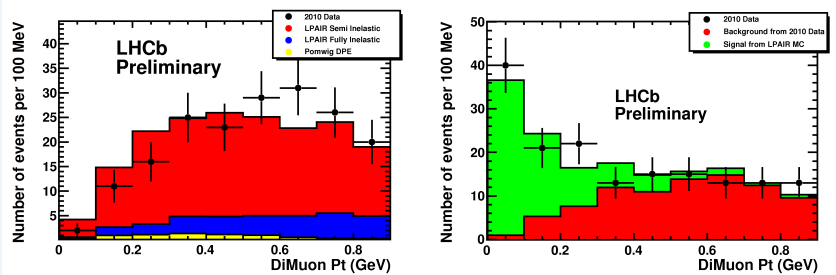 2010 Data
LPAIR Semi Inelastic
LPAIR Fully Inelastic
Pomwig DPE
LHCb
Preliminary
Number of events per 100 MeV
40
35
30
25
20
15
10
5
0
0.2
0.4
0.6
0.8
DiMuon Pt (GeV)
2010 Data
Background from 2010 Data
Signal from LPAIR MC
LHCb
Preliminary
Number of events per 100 MeV
50
40
30
20
10
0
0
0.2
0.4
0.6
0.8
DiMuon Pt (GeV)